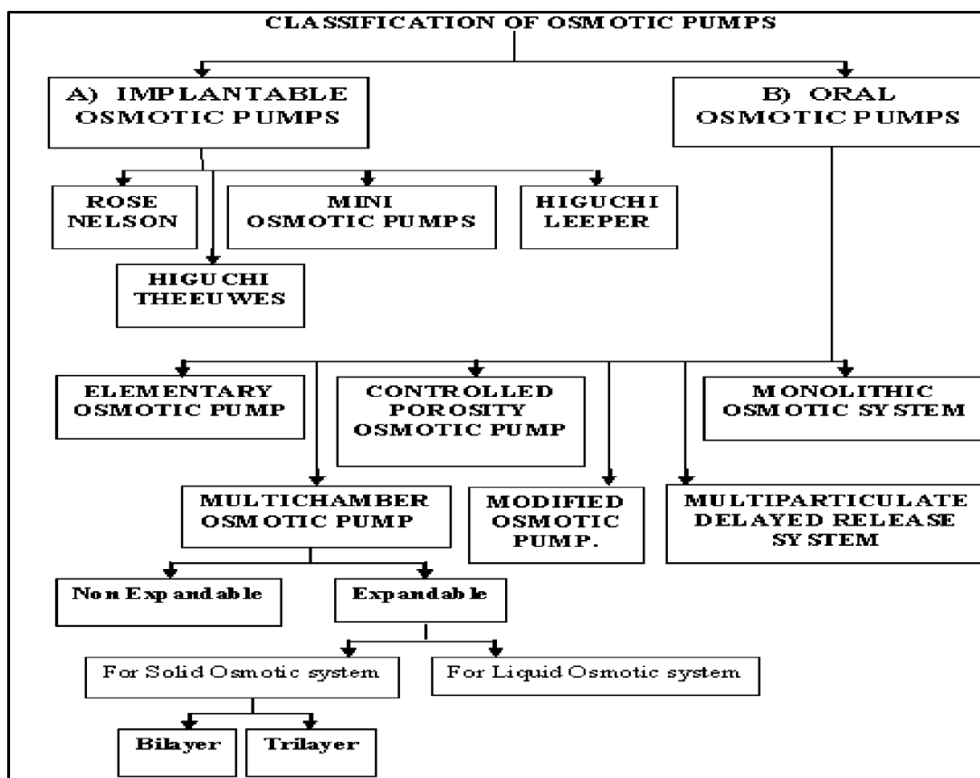 CLASSIFICATION OF OSMOTIC PUMPS
A) IMPLANTABLE
OSMOTIC PUMPS
B) ORAL
OSMOTIC PUMPS
ROSE
NELSON
MINI
OSMOTIC PUMPS
HIGUCHI
LEEPER
HIGUCHI
THEEUWES
ELEMENTARY
OSMOTIC PUMP
CONTROLLED
POROSITY
OSMOTIC PUMP
MONOLITHIC
OSMOTIC SYSTEM
MULTICHAMBER
OSMOTIC PUMP
MODIFIED
OSMOTIC
PUMP.
MULTIPARTICULATE
DELAYED RELEASE
SYSTEM
Non Expandable
Expandable
For Solid Osmotic system
For Liquid Osmotic system
Bilayer
Trilayer